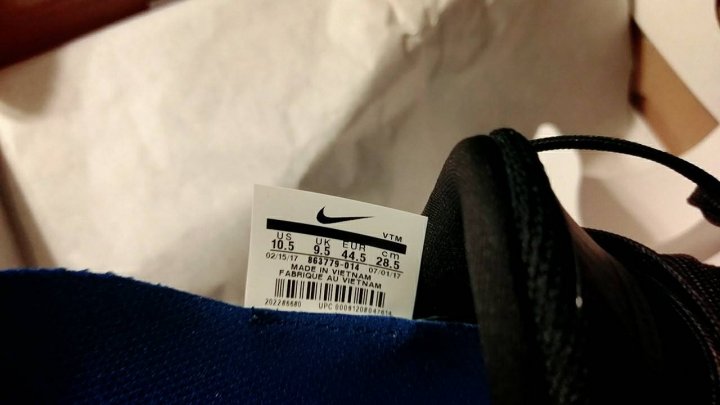 VTM
US UK EUR cm
10.5 9.5 44.5 28.5
02/15/17 863779-014 07/01/17
MADE IN VIETNAM
FABRIQUE AU VIETNAM
UPC